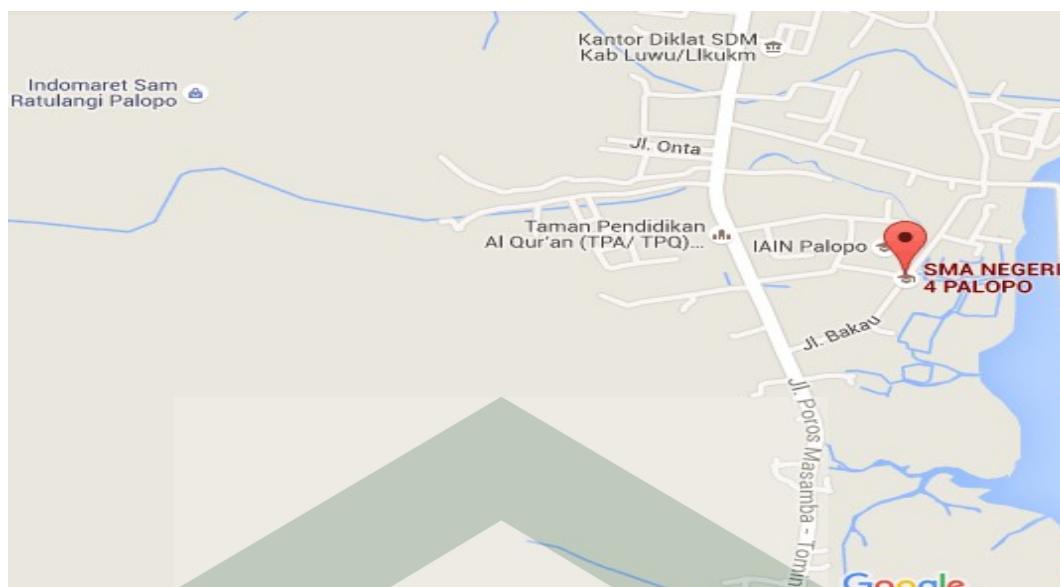 Kantor Diklat SDM
Kab Luwu/Llkukm
Indomaret Sam
Ratulangi Palopo
Jl. Onta
Taman Pendidikan
Al Qur'an (TPA/ TPQ)...
IAIN Palopo
SMA NEGERI
4 PALOPO
Jl. Bakau
Jl. Poros Masamba - Tomin
Google